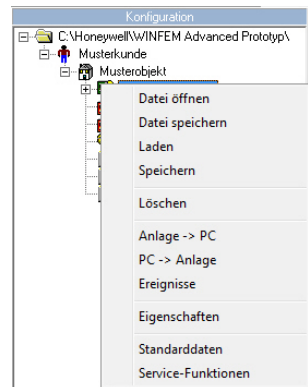 Konfiguration
C:\Honeywell\WINFEM Advanced Prototyp\
Musterkunde
Musterobjekt
Datei öffnen
Datei speichern
Laden
Speichern
Löschen
Anlage -> PC
PC -> Anlage
Ereignisse
Eigenschaften
Standarddaten
Service-Funktionen